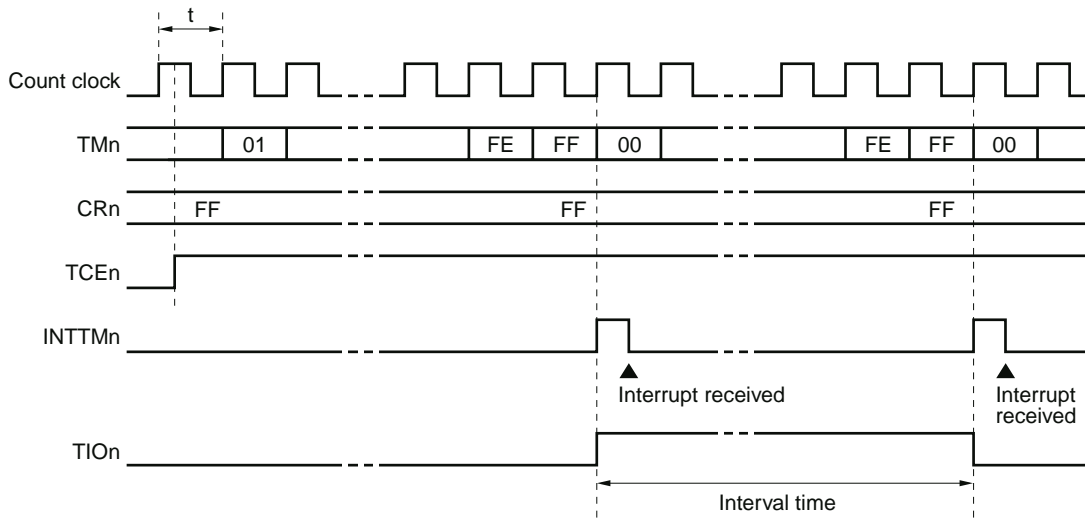 t
Count clock
TMn 01 FE FF 00 FE FF 00
CRn FF FF FF
TCEn
INTTMn
Interrupt received
Interrupt
received
TIOn
Interval time